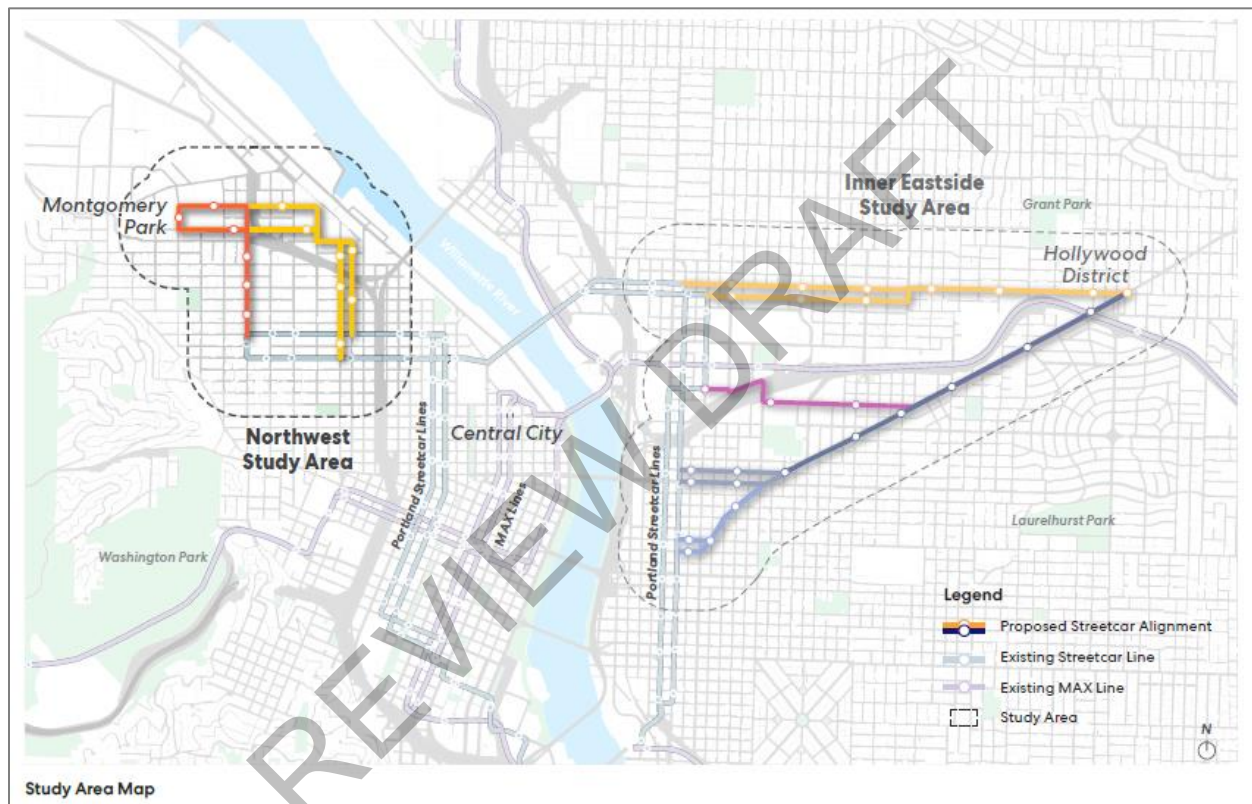 Montgomery
Park
Northwest
Study Area
Washington Park
Portland Streetcar Lines
Central City
MAX Lines
Willamette River
Inner Eastside
Study Area
Grant Park
Hollywood
District
Portland Streetcar Lines
Laurelhurst Park
Legend
Proposed Streetcar Alignment
Existing Streetcar Line
Existing MAX Line
Study Area
N
Study Area Map
REVIEW DRAFT